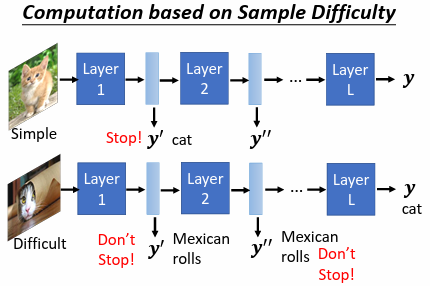 Computation based on Sample Difficulty
Layer 1
Layer 2
...
Layer L
y
Simple
Stop!
y′
cat
y′′
Layer 1
Layer 2
...
Layer L
y
cat
Difficult
Don't
Stop!
y′
Mexican
rolls
y′′
Mexican
rolls
Don't
Stop!